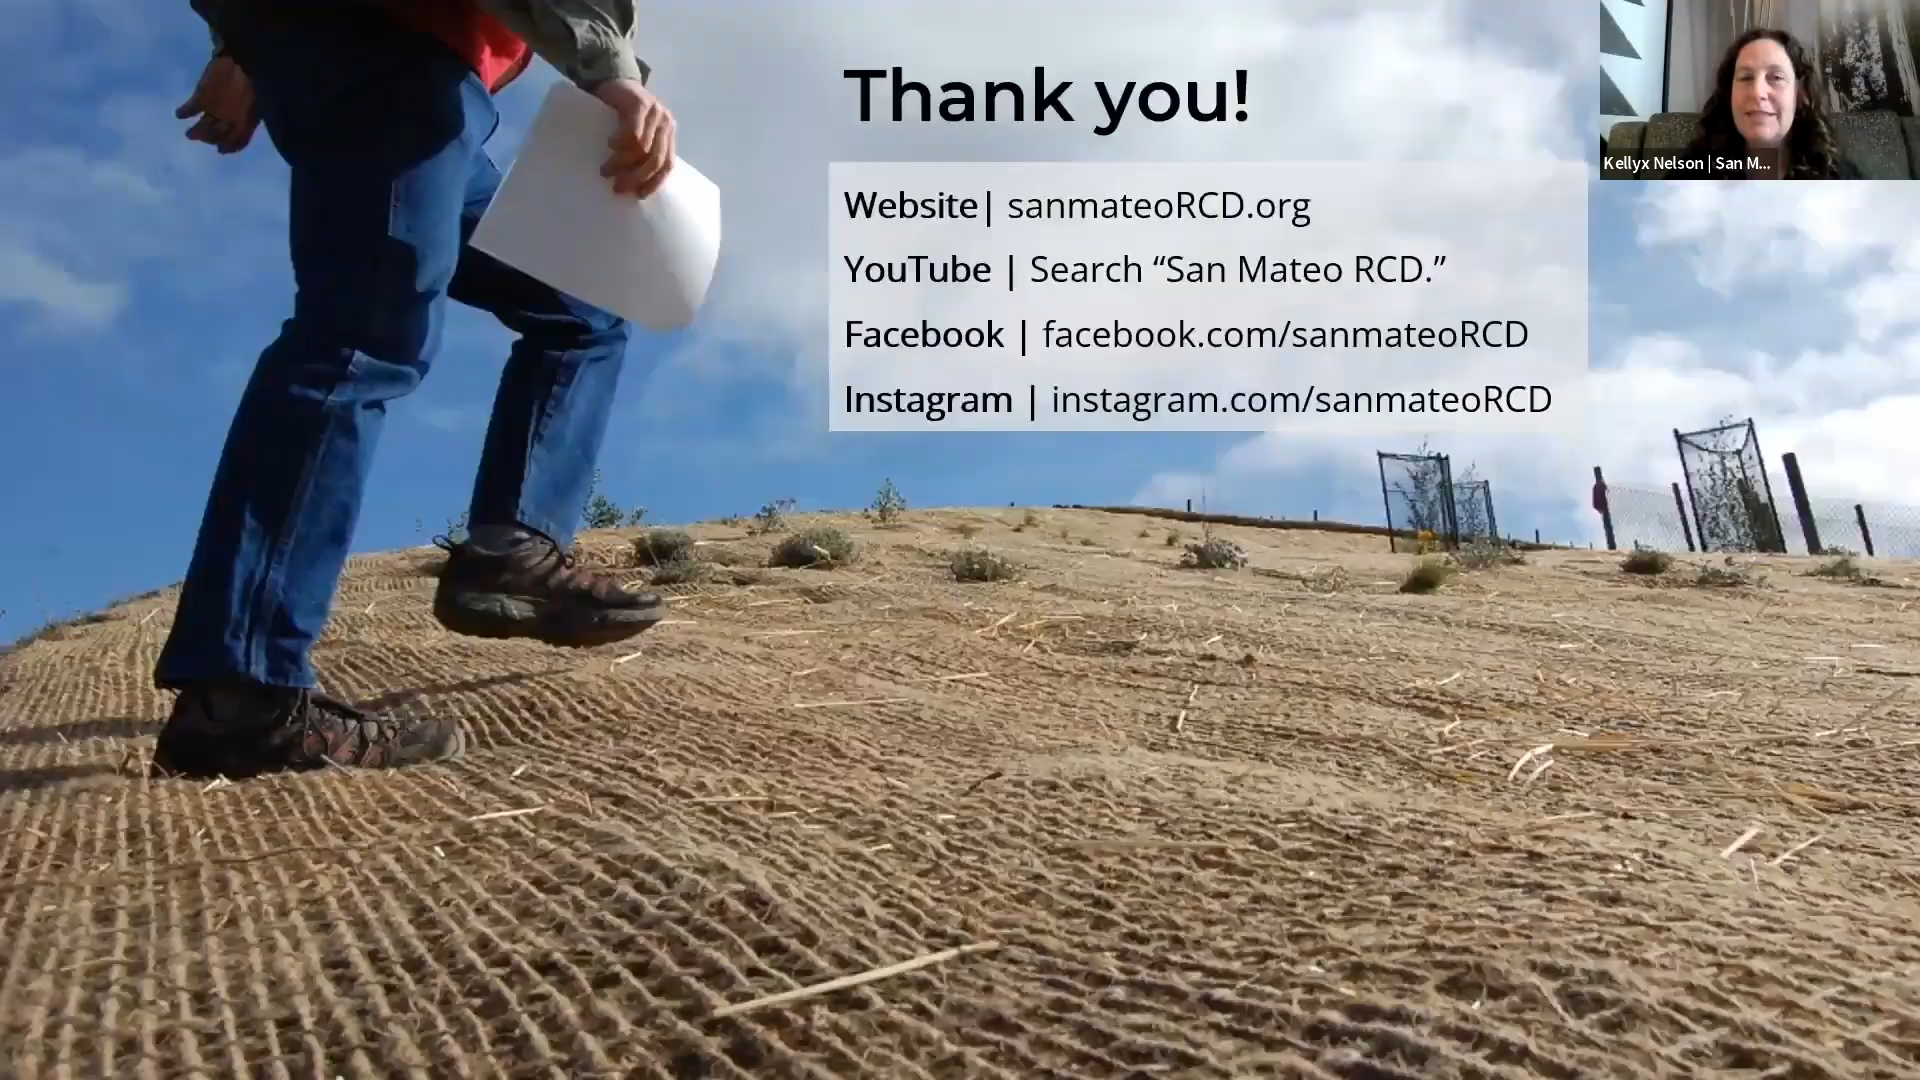 Thank you!
Website| sanmateoRCD.org
YouTube | Search “San Mateo RCD.”
Facebook | facebook.com/sanmateoRCD
Instagram | instagram.com/sanmateoRCD
Kellyx Nelson | San M...